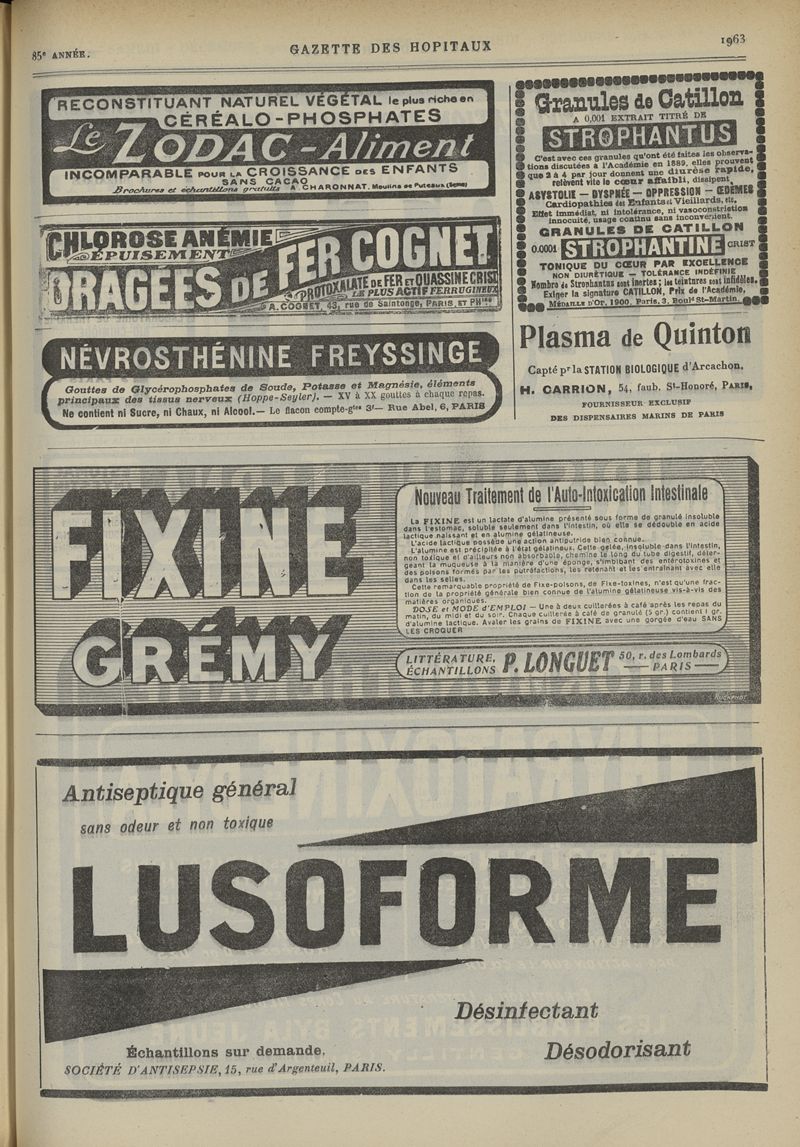 85e ANNÉE.
GAZETTE DES HOPITAUX
1963
RECONSTITUANT NATUREL VÉGÉTAL le plus riche en
CÉRÉALO-PHOSPHATES
Le ZODAC-Aliment
INCOMPARABLE POUR LA CROISSANCE DES ENFANTS
SANS CACAO
Brochures et échantillons gratuits A CHARONNAT, Moulins de Puteaux (Seine)
CHLOROSE ANÉMIE
ÉPUISEMENT
DRAGÉES DE FER COGNET
AU PROTOXALATE DE FER ET QUASSINE CRIST.
LE PLUS ACTIF FERRUGINEUX
A. COGNET, 43, rue de Saintonge, PARIS, ET PHies
NÉVROSTHÉNINE FREYSSINGE
Gouttes de Glycérophosphates de Soude, Potasse et Magnésie, éléments
principaux des tissus nerveux (Hoppe-Seyler). — XV à XX gouttes à chaque repas.
Ne contient ni Sucre, ni Chaux, ni Alcool.— Le flacon compte-gttes 3f— Rue Abel, 6, PARIS
Granules de Catillon
A 0,001 EXTRAIT TITRÉ DE
STROPHANTUS
C'est avec ces granules qu'ont été faites les observa-
tions discutées à l'Académie en 1889, elles prouvent
que 2 à 4 par jour donnent une diurèse rapide,
relèvent vite le cœur affaibli, dissipent
ASYSTOLIE — DYSPNÉE — OPPRESSION — ŒDÈMES
Cardiopathies des Enfants et Vieillards, etc.
Effet immédiat, ni intolérance, ni vasoconstriction
innocuité, usage continu sans inconvénient.
GRANULES DE CATILLON
0.0001 STROPHANTINE CRIST
TONIQUE DU CŒUR PAR EXCELLENCE
NON DIURÉTIQUE — TOLÉRANCE INDÉFINIE
Nombre de Strophantus sont inertes; les teintures sont infidèles.
Exiger la signature CATILLON, Prix de l'Académie,
MÉDAILLE D'OR, 1900, Paris, 3, Bould St-Martin.
Plasma de Quinton
Capté pr la STATION BIOLOGIQUE d'Arcachon.
H. CARRION, 54, faub. St-Honoré, PARIS,
FOURNISSEUR EXCLUSIF
DES DISPENSAIRES MARINS DE PARIS
FIXINE
GRÉMY
Nouveau Traitement de l'Auto-Intoxication Intestinale
La FIXINE est un lactate d'alumine présenté sous forme de granulé insoluble
dans l'estomac, soluble seulement dans l'intestin, où elle se dédouble en acide
lactique naissant et en alumine gélatineuse.
L'acide lactique possède une action antiputride bien connue.
L'alumine est précipitée à l'état gélatineux. Cette gelée, insoluble dans l'intestin,
non toxique et d'ailleurs non absorbable, chemine le long du tube digestif, déter-
geant la muqueuse à la manière d'une éponge, s'imbibant des entérotoxines et
des poisons formés par les putréfactions, les retenant et les entraînant avec elle
dans les selles.
Cette remarquable propriété de Fixe-poisons, de Fixe-toxines, n'est qu'une frac-
tion de la propriété générale bien connue de l'alumine gélatineuse vis-à-vis des
matières organiques.
DOSE et MODE D'EMPLOI — Une à deux cuillerées à café après les repas du
matin, du midi et du soir. Chaque cuillerée à café de granulé (5 gr.) contient 1 gr.
d'alumine lactique. Avaler les grains de FIXINE avec une gorgée d'eau SANS
LES CROQUER
LITTÉRATURE,
ÉCHANTILLONS
P. LONGUET
50, r. des Lombards
— PARIS —
Antiseptique général
sans odeur et non toxique
LUSOFORME
Désinfectant
Désodorisant
Échantillons sur demande.
SOCIÉTÉ D'ANTISEPSIE, 15, rue d'Argenteuil, PARIS.